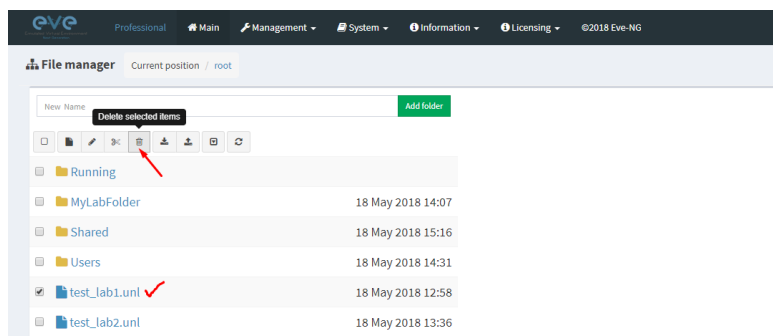 eve Professional Main Management System Information Licensing ©2018 Eve-NG
File manager Current position / root
New Name Add folder
Delete selected items
Running
MyLabFolder 18 May 2018 14:07
Shared 18 May 2018 15:16
Users 18 May 2018 14:31
test_lab1.unl 18 May 2018 12:58
test_lab2.unl 18 May 2018 13:36